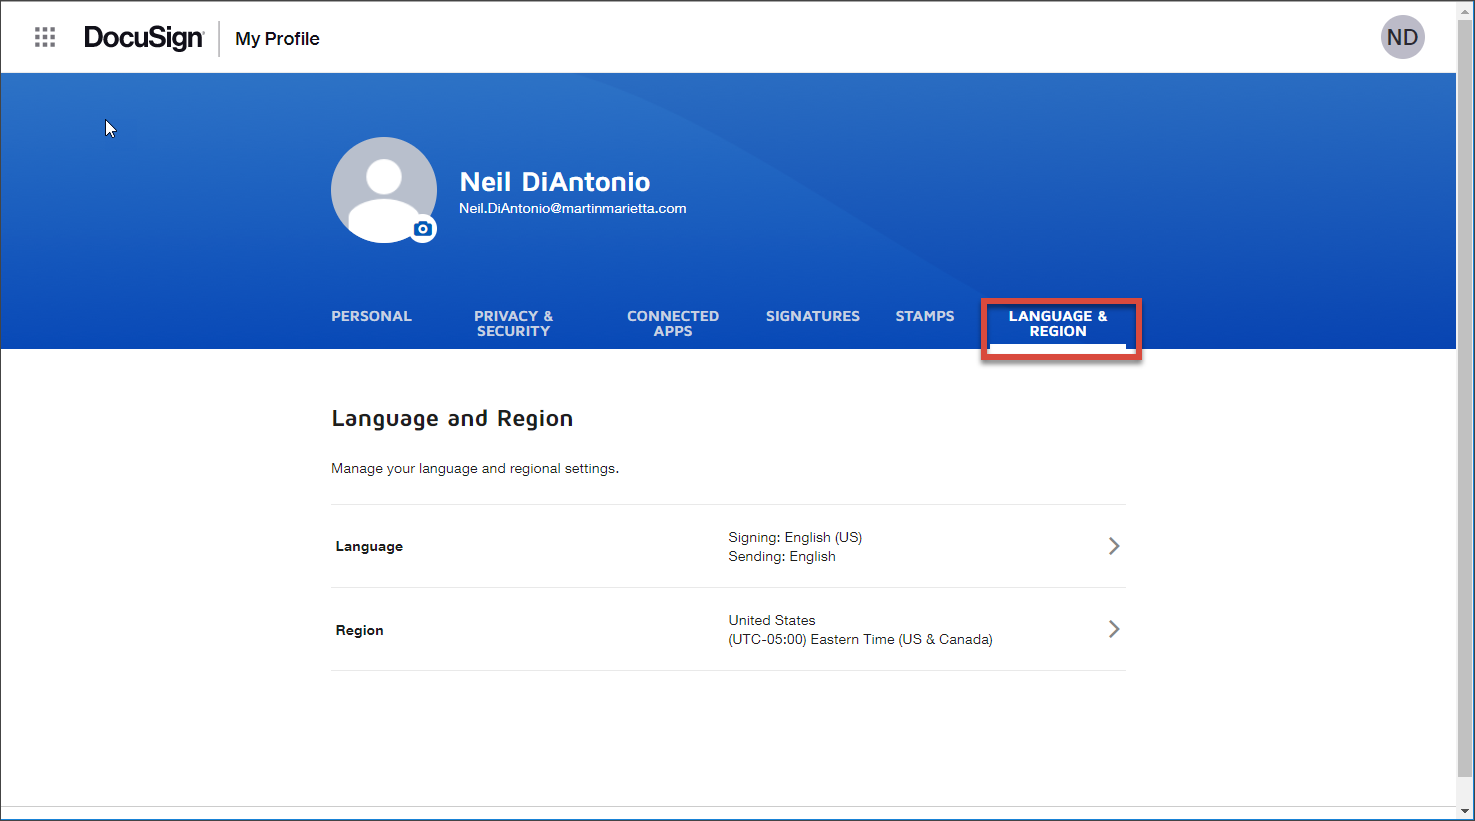 DocuSign
My Profile
ND
Neil DiAntonio
Neil.DiAntonio@martinmarietta.com
PERSONAL
PRIVACY &
SECURITY
CONNECTED
APPS
SIGNATURES
STAMPS
LANGUAGE &
REGION
Language and Region
Manage your language and regional settings.
Language
Signing: English (US)
Sending: English
Region
United States
(UTC-05:00) Eastern Time (US & Canada)